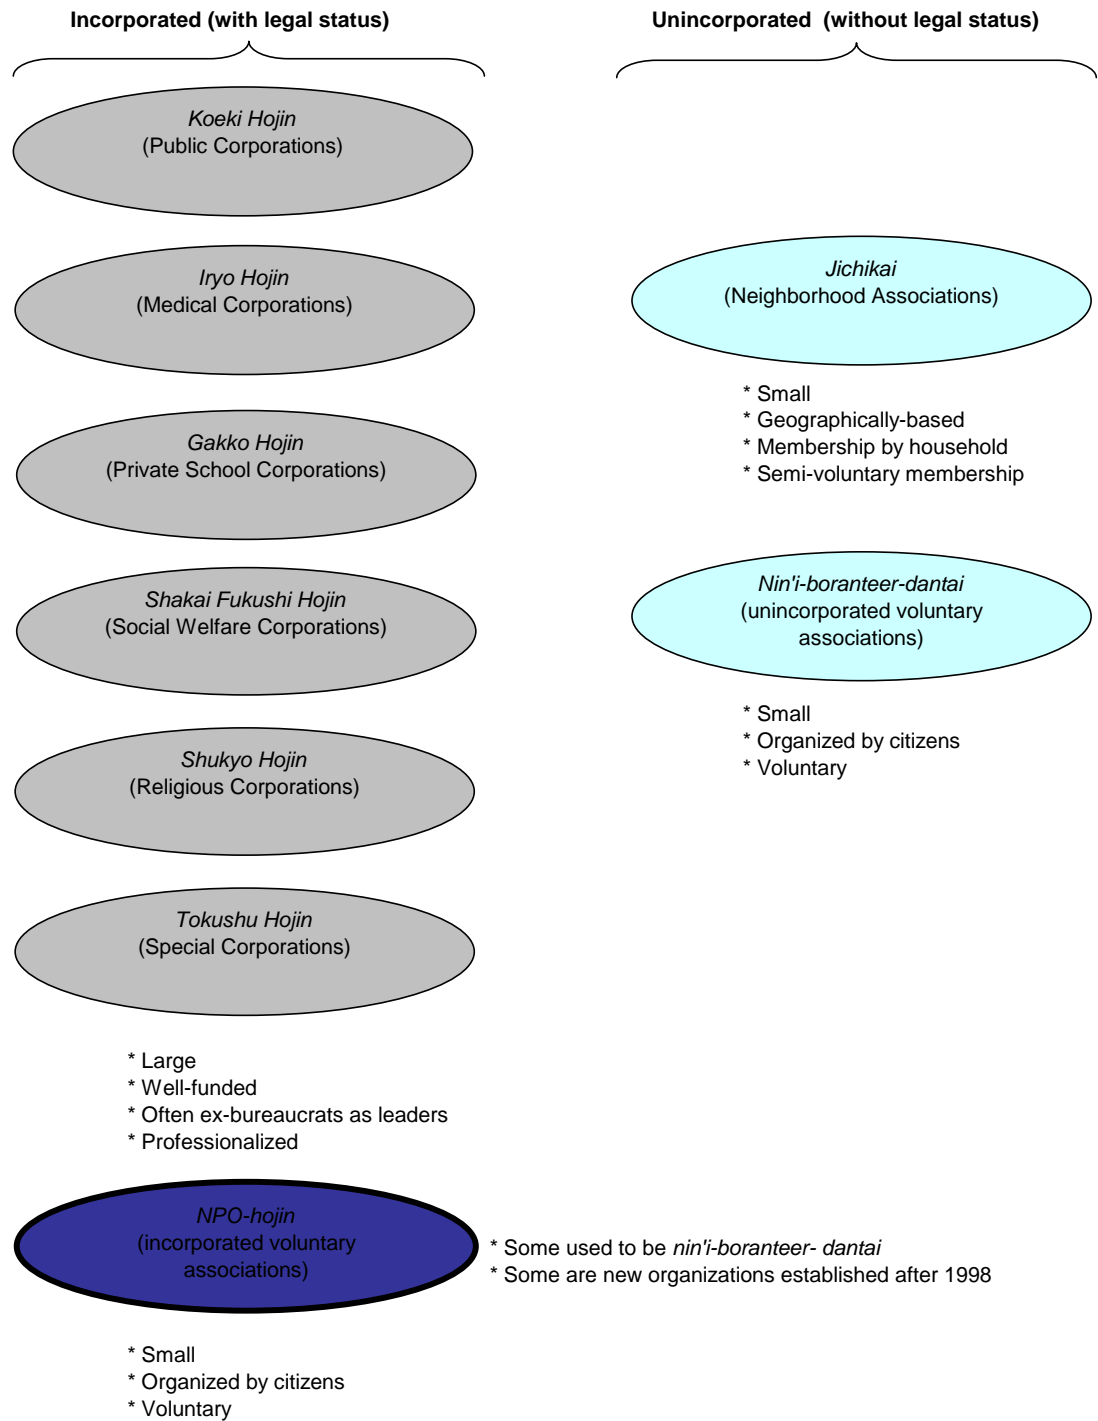 Incorporated (with legal status)
Koeki Hojin
(Public Corporations)
Iryo Hojin
(Medical Corporations)
Gakko Hojin
(Private School Corporations)
Shakai Fukushi Hojin
(Social Welfare Corporations)
Shukyo Hojin
(Religious Corporations)
Tokushu Hojin
(Special Corporations)
* Large
* Well-funded
* Often ex-bureaucrats as leaders
* Professionalized
NPO-hojin
(incorporated voluntary
associations)
* Some used to be nin'i-boranteer- dantai
* Some are new organizations established after 1998
* Small
* Organized by citizens
* Voluntary
Unincorporated (without legal status)
Jichikai
(Neighborhood Associations)
* Small
* Geographically-based
* Membership by household
* Semi-voluntary membership
Nin'i-boranteer-dantai
(unincorporated voluntary
associations)
* Small
* Organized by citizens
* Voluntary